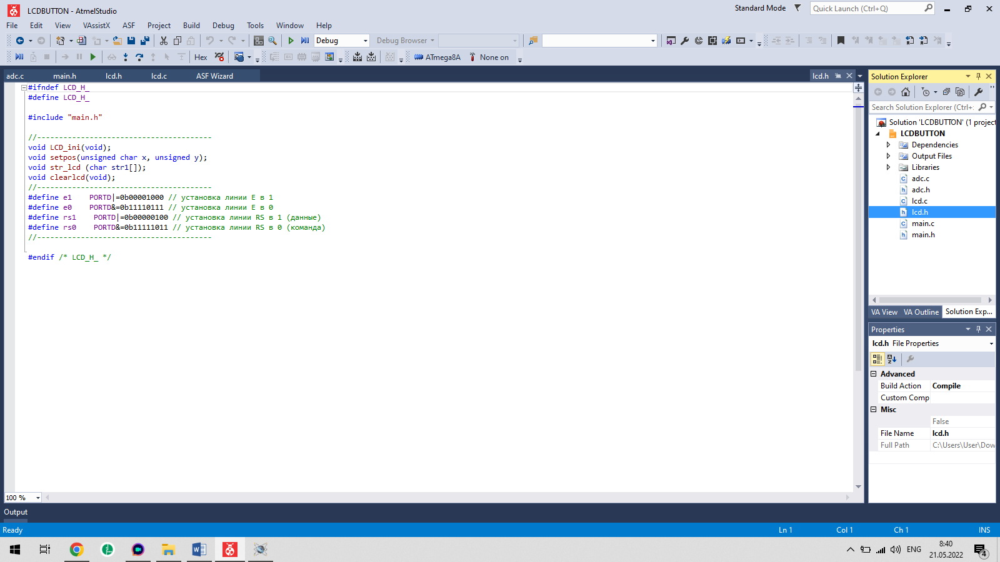 LCDBUTTON - AtmelStudio
Standard Mode
Quick Launch (Ctrl+Q)
File Edit View VAssistX ASF Project Build Debug Tools Window Help
Debug
Debug Browser
Hex
ATmega8A
None on
adc.c main.h lcd.h lcd.c ASF Wizard
lcd.h
#ifndef LCD_H_
#define LCD_H_
#include "main.h"
//----------------------------------------
void LCD_ini(void);
void setpos(unsigned char x, unsigned y);
void str_lcd (char str1[]);
void clearlcd(void);
//----------------------------------------
#define e1    PORTD|=0b00001000 // установка линии E в 1
#define e0    PORTD&=0b11110111 // установка линии E в 0
#define rs1    PORTD|=0b00000100 // установка линии RS в 1 (данные)
#define rs0    PORTD&=0b11111011 // установка линии RS в 0 (команда)
//----------------------------------------
#endif /* LCD_H_ */
100 %
Solution Explorer
Search Solution Explorer (Ctrl+:
Solution 'LCDBUTTON' (1 project
LCDBUTTON
Dependencies
Output Files
Libraries
adc.c
adc.h
lcd.c
lcd.h
main.c
main.h
VA View VA Outline Solution Exp...
Properties
lcd.h File Properties
Advanced
Build Action Compile
Custom Comp
Misc
False
File Name lcd.h
Full Path C:\Users\User\Dow
Output
Ready
Ln 1 Col 1 Ch 1 INS
ENG
8:40
21.05.2022
4